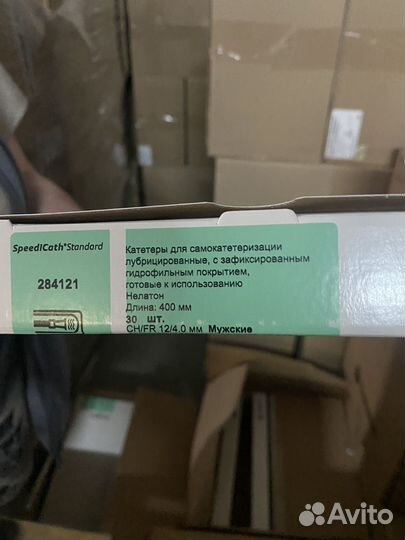 SpeediCath®Standard
284121
Катетеры для самокатетеризации
лубрицированные, с зафиксированным
гидрофильным покрытием,
готовые к использованию
Нелатон
Длина: 400 мм
30 шт.
CH/FR 12/4.0 мм Мужские
Avito